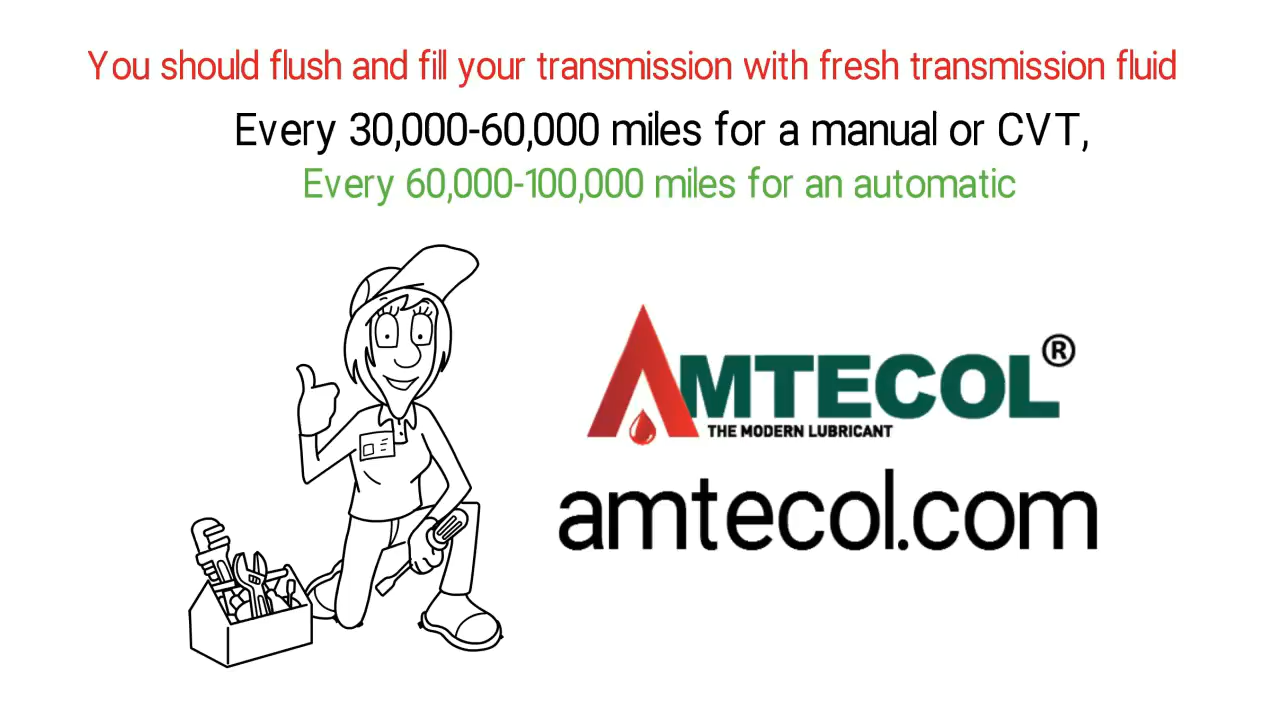 You should flush and fill your transmission with fresh transmission fluid
Every 30,000-60,000 miles for a manual or CVT,
Every 60,000-100,000 miles for an automatic
AMTECOL®
THE MODERN LUBRICANT
amtecol.com